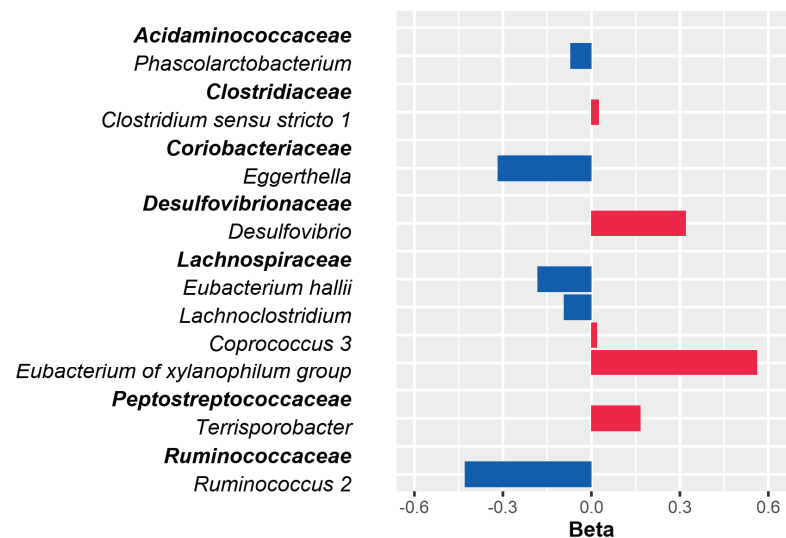 Acidaminococcaceae
Phascolarctobacterium
Clostridiaceae
Clostridium sensu stricto 1
Coriobacteriaceae
Eggerthella
Desulfovibrionaceae
Desulfovibrio
Lachnospiraceae
Eubacterium hallii
Lachnoclostridium
Coprococcus 3
Eubacterium of xylanophilum group
Peptostreptococcaceae
Terrisporobacter
Ruminococcaceae
Ruminococcus 2
-0.6 -0.3 0.0 0.3 0.6
Beta